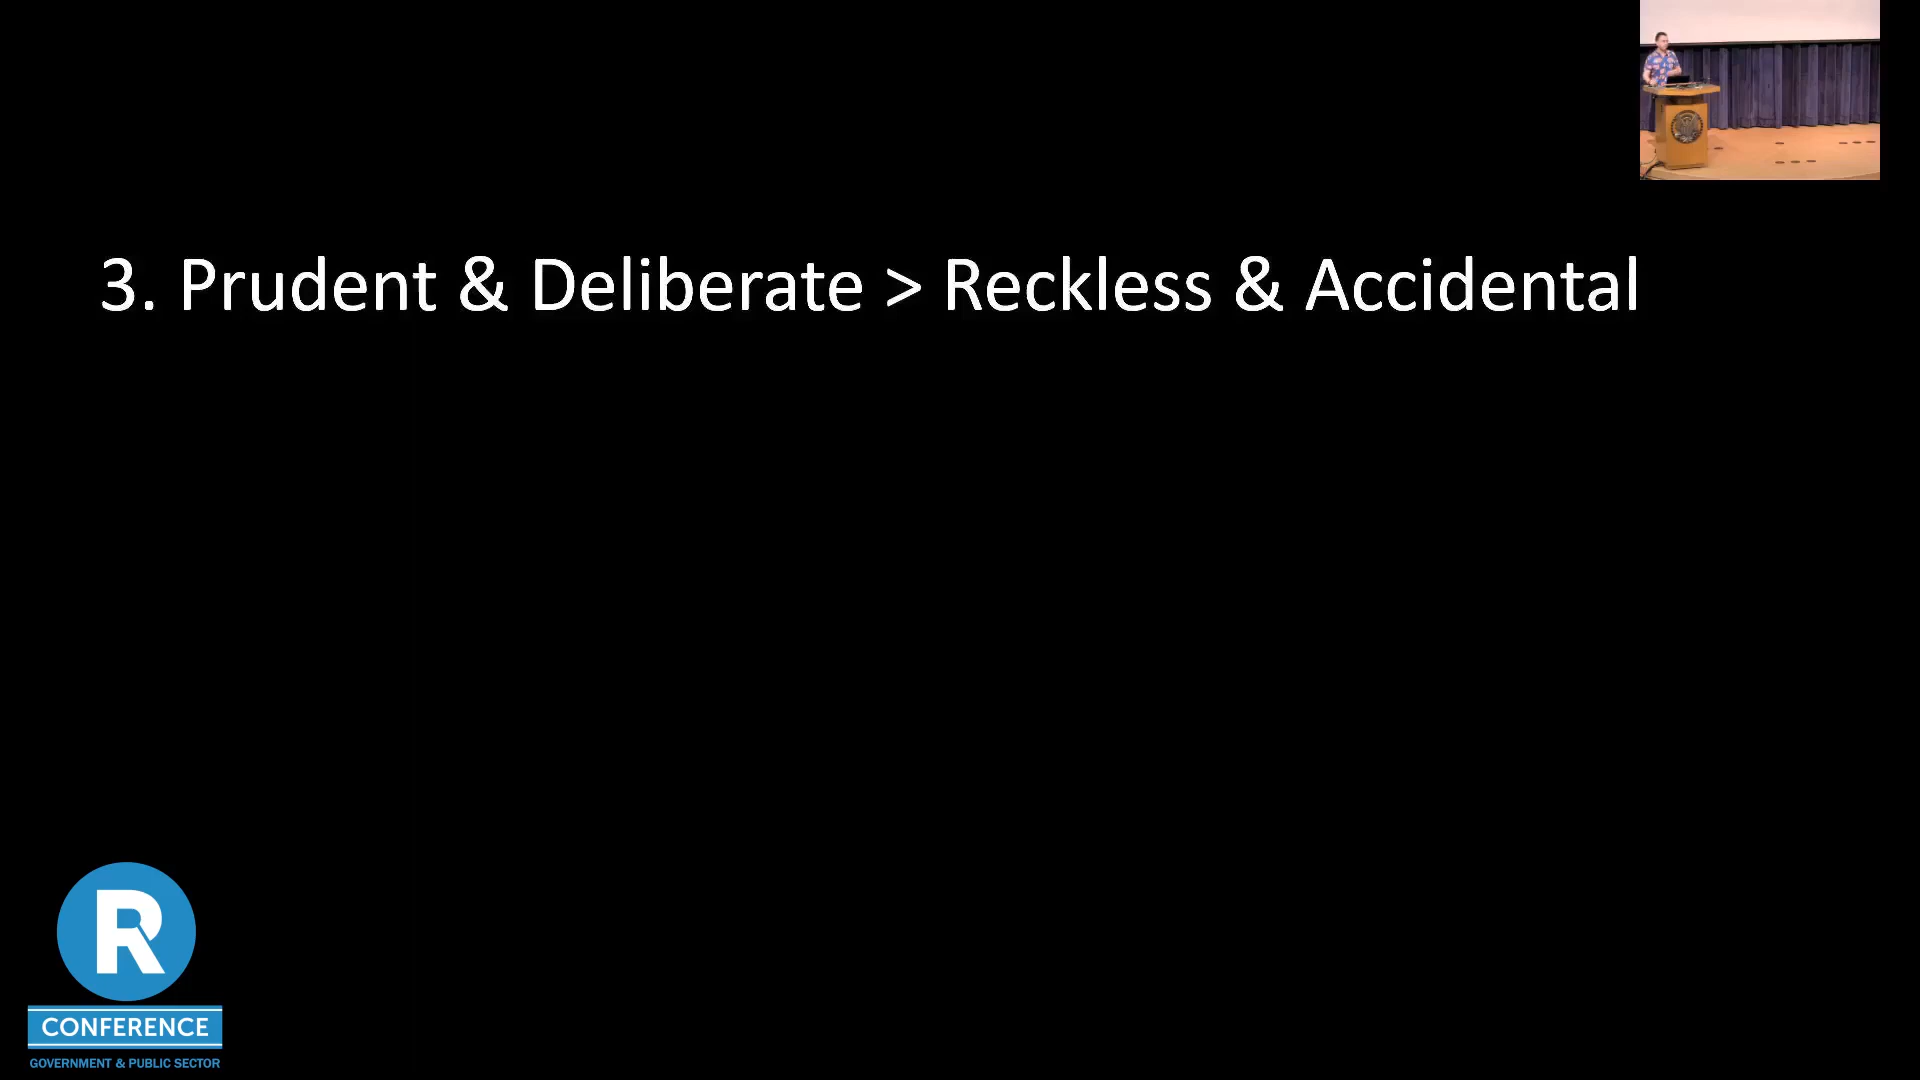 3. Prudent & Deliberate > Reckless & Accidental
R
CONFERENCE
GOVERNMENT & PUBLIC SECTOR